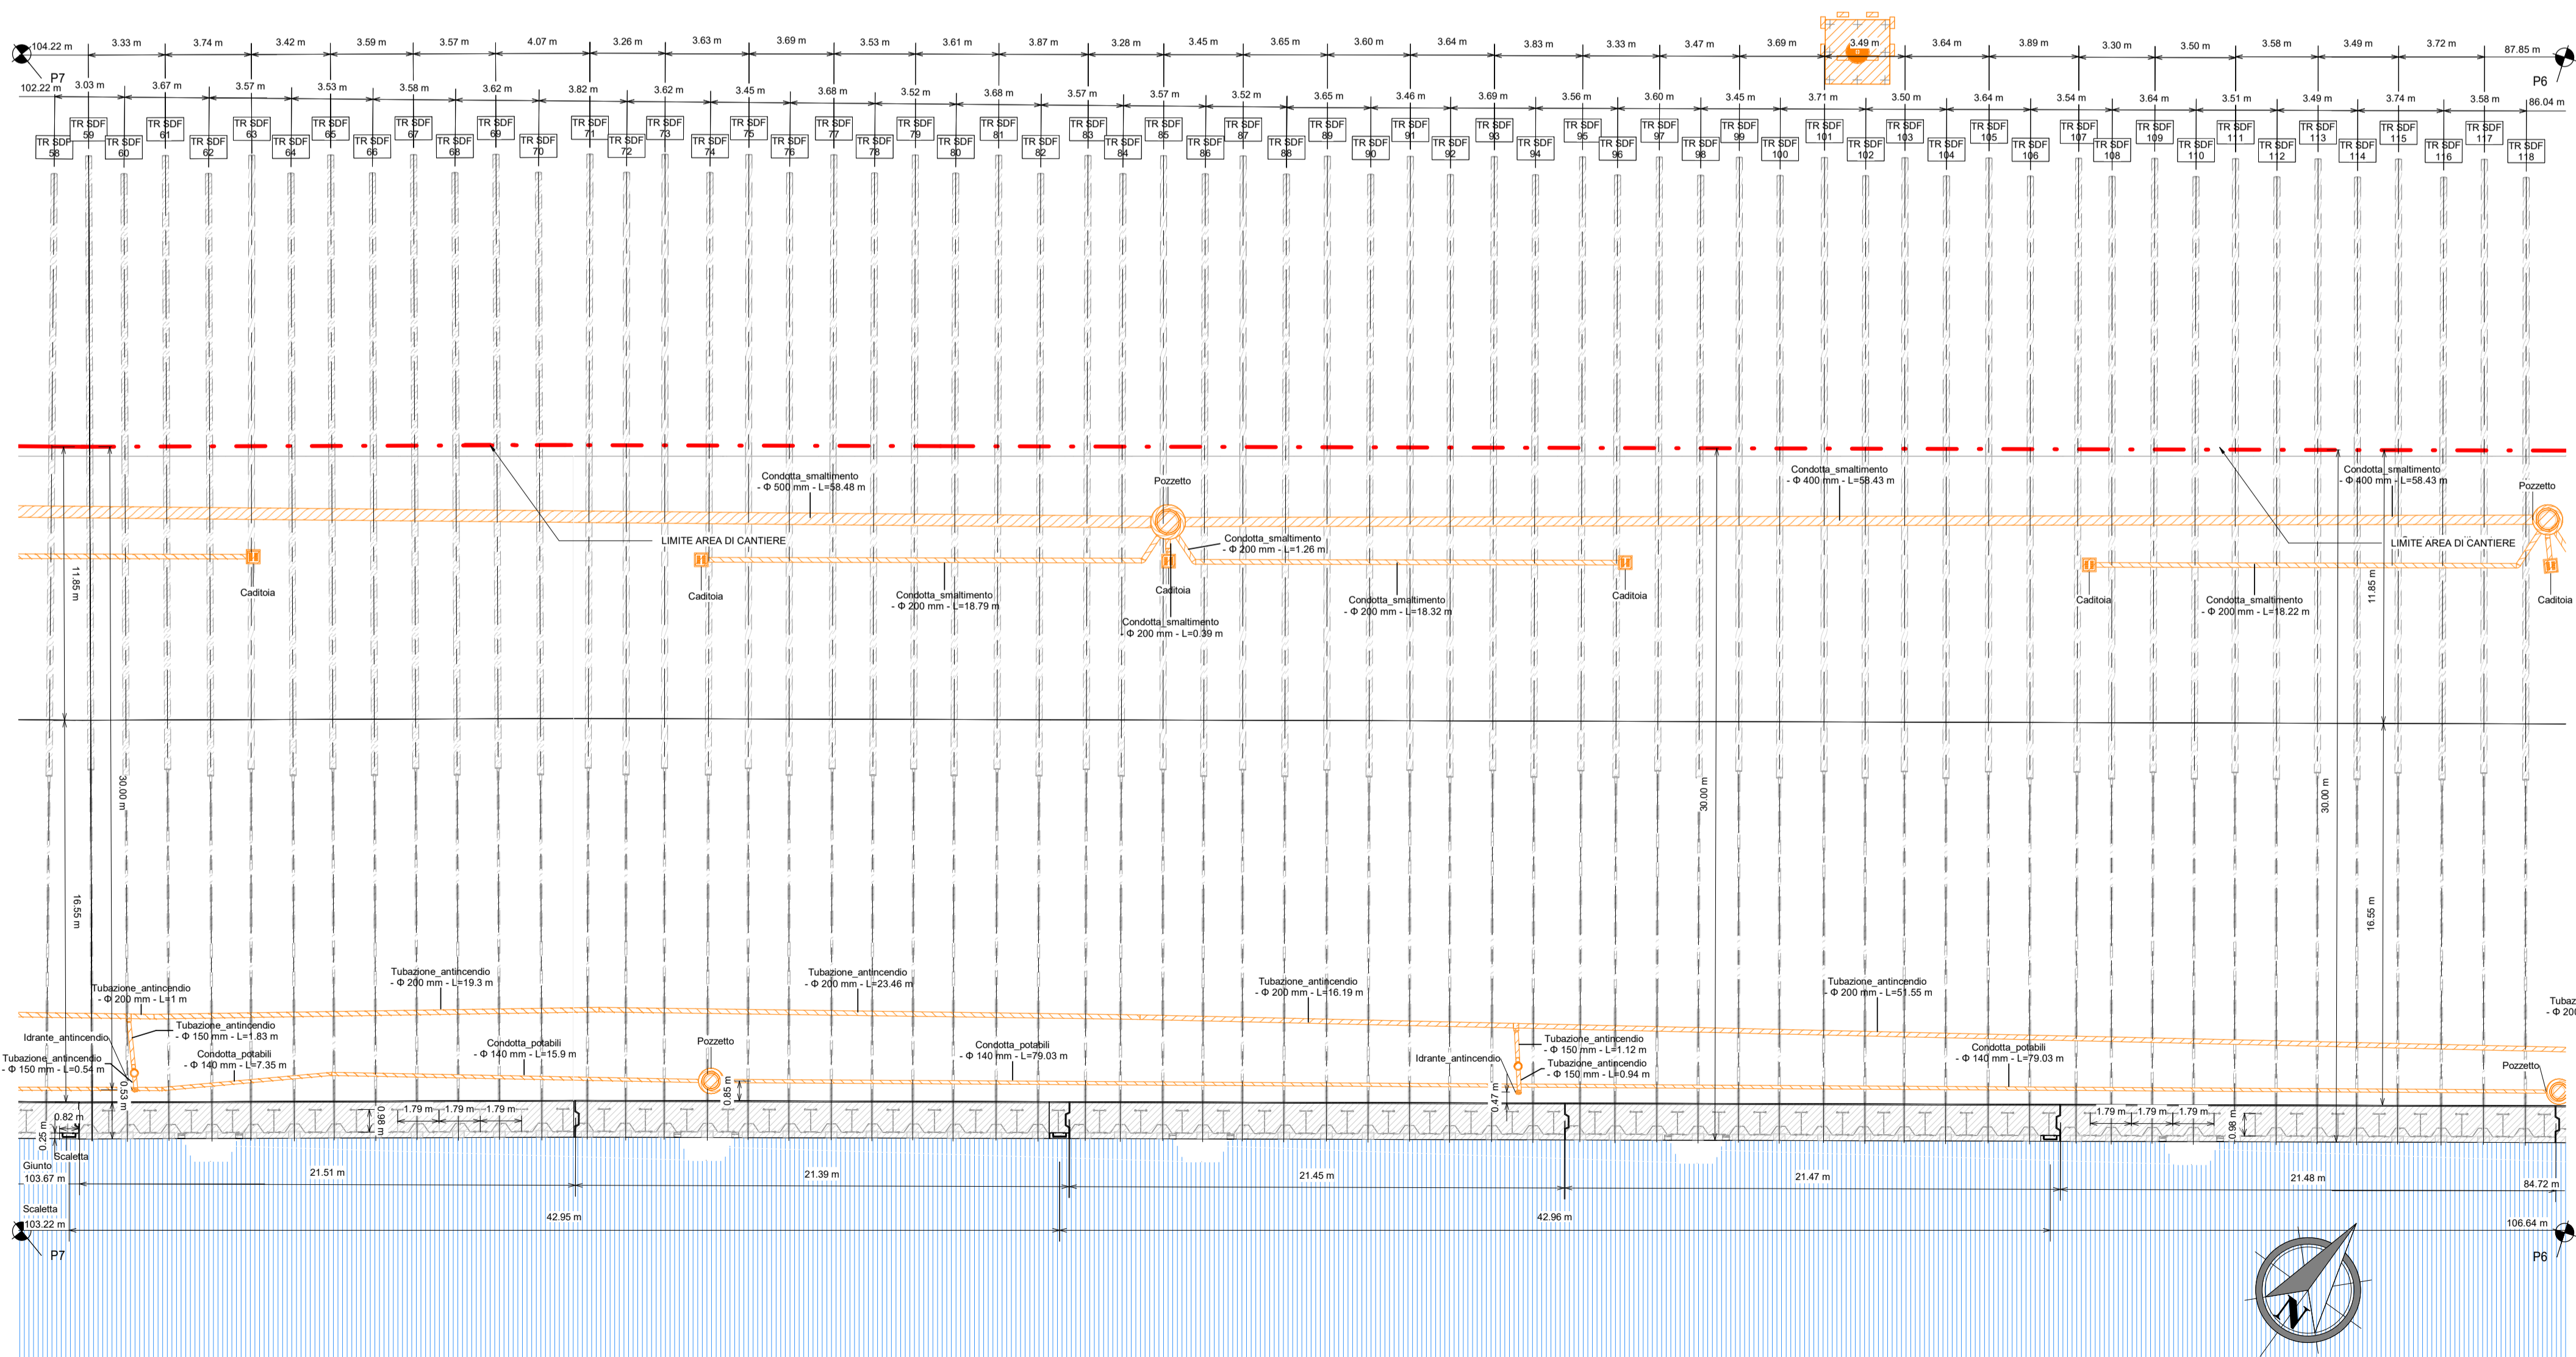 104.22 m
3.33 m
3.74 m
3.42 m
3.59 m
3.57 m
4.07 m
3.26 m
3.63 m
3.69 m
3.53 m
3.61 m
3.87 m
3.28 m
3.45 m
3.65 m
3.60 m
3.64 m
3.83 m
3.33 m
3.47 m
3.69 m
3.49 m
3.64 m
3.89 m
3.30 m
3.50 m
3.58 m
3.49 m
3.72 m
87.85 m
P7
P6
102.22 m
3.03 m
3.67 m
3.57 m
3.53 m
3.58 m
3.62 m
3.82 m
3.62 m
3.45 m
3.68 m
3.52 m
3.68 m
3.57 m
3.57 m
3.52 m
3.65 m
3.46 m
3.69 m
3.56 m
3.60 m
3.45 m
3.71 m
3.50 m
3.64 m
3.54 m
3.64 m
3.51 m
3.49 m
3.74 m
3.58 m
86.04 m
TR SDF
58
TR SDF
59
TR SDF
60
TR SDF
61
TR SDF
62
TR SDF
63
TR SDF
64
TR SDF
65
TR SDF
66
TR SDF
67
TR SDF
68
TR SDF
69
TR SDF
70
TR SDF
71
TR SDF
72
TR SDF
73
TR SDF
74
TR SDF
75
TR SDF
76
TR SDF
77
TR SDF
78
TR SDF
79
TR SDF
80
TR SDF
81
TR SDF
82
TR SDF
83
TR SDF
84
TR SDF
85
TR SDF
86
TR SDF
87
TR SDF
88
TR SDF
89
TR SDF
90
TR SDF
91
TR SDF
92
TR SDF
93
TR SDF
94
TR SDF
95
TR SDF
96
TR SDF
97
TR SDF
98
TR SDF
99
TR SDF
100
TR SDF
101
TR SDF
102
TR SDF
103
TR SDF
104
TR SDF
105
TR SDF
106
TR SDF
107
TR SDF
108
TR SDF
109
TR SDF
110
TR SDF
111
TR SDF
112
TR SDF
113
TR SDF
114
TR SDF
115
TR SDF
116
TR SDF
117
TR SDF
118
Condotta_smaltimento
- Φ 500 mm - L=58.48 m
Pozzetto
Condotta_smaltimento
- Φ 400 mm - L=58.43 m
Condotta_smaltimento
- Φ 400 mm - L=58.43 m
Pozzetto
LIMITE AREA DI CANTIERE
Condotta_smaltimento
- Φ 200 mm - L=1.26 m
LIMITE AREA DI CANTIERE
11.85 m
Caditoia
Caditoia
Condotta_smaltimento
- Φ 200 mm - L=18.79 m
Caditoia
Condotta_smaltimento
- Φ 200 mm - L=0.39 m
Condotta_smaltimento
- Φ 200 mm - L=18.32 m
Caditoia
Caditoia
Condotta_smaltimento
- Φ 200 mm - L=18.22 m
11.85 m
Caditoia
30.00 m
30.00 m
30.00 m
16.55 m
16.55 m
Tubazione_antincendio
- Φ 200 mm - L=1 m
Tubazione_antincendio
- Φ 200 mm - L=19.3 m
Tubazione_antincendio
- Φ 200 mm - L=23.46 m
Tubazione_antincendio
- Φ 200 mm - L=16.19 m
Tubazione_antincendio
- Φ 200 mm - L=51.55 m
Tubaz
- Φ 200
Idrante_antincendio
Tubazione_antincendio
- Φ 150 mm - L=1.83 m
Tubazione_antincendio
- Φ 150 mm - L=0.54 m
Condotta_potabili
- Φ 140 mm - L=7.35 m
Condotta_potabili
- Φ 140 mm - L=15.9 m
Pozzetto
Condotta_potabili
- Φ 140 mm - L=79.03 m
Idrante_antincendio
Tubazione_antincendio
- Φ 150 mm - L=1.12 m
Tubazione_antincendio
- Φ 150 mm - L=0.94 m
Condotta_potabili
- Φ 140 mm - L=79.03 m
Pozzetto
0.53 m
0.85 m
0.47 m
0.82 m
0.25 m
0.98 m
1.79 m
1.79 m
1.79 m
1.79 m
1.79 m
1.79 m
0.98 m
Scaletta
Giunto
103.67 m
21.51 m
21.39 m
21.45 m
21.47 m
21.48 m
84.72 m
Scaletta
103.22 m
42.95 m
42.96 m
106.64 m
P7
P6
N